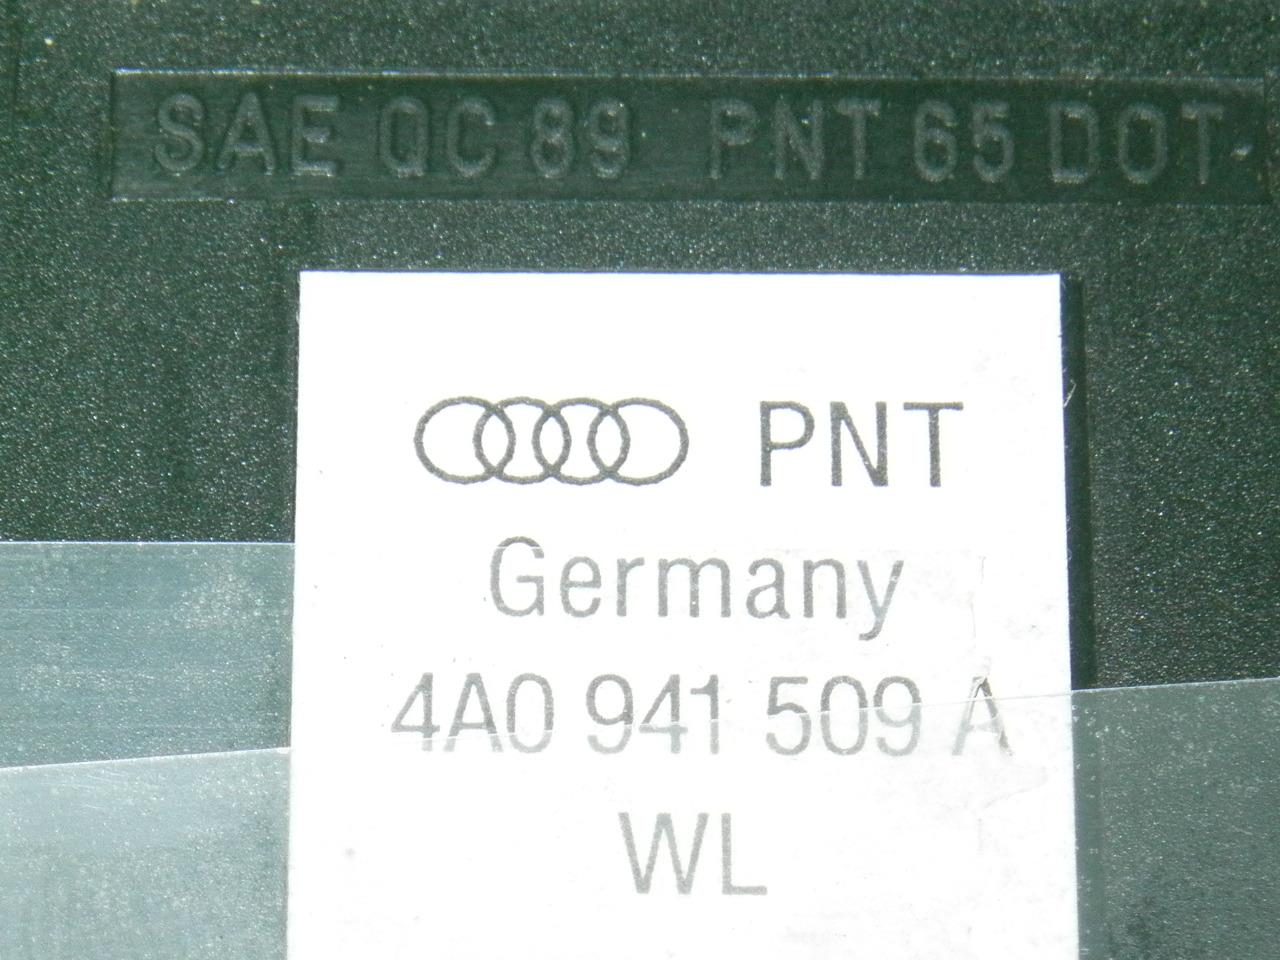 SAE QC 89 PNT 65 DOT.
PNT
Germany
4A0 941 509 A
WL